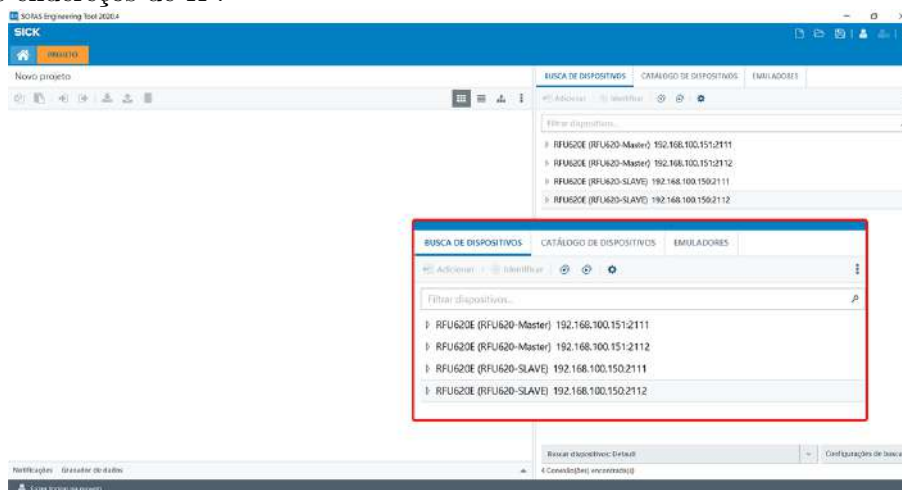 SOPAS Engineering Tool 2020.4
SICK
PROJETO
Novo projeto
BUSCA DE DISPOSITIVOS CATÁLOGO DE DISPOSITIVOS EMULADORES
Adicionar Identificar
Filtrar dispositivos...
RFU620E (RFU620-Master) 192.168.100.151:2111
RFU620E (RFU620-Master) 192.168.100.151:2112
RFU620E (RFU620-SLAVE) 192.168.100.150:2111
RFU620E (RFU620-SLAVE) 192.168.100.150:2112
BUSCA DE DISPOSITIVOS CATÁLOGO DE DISPOSITIVOS EMULADORES
Adicionar Identificar
Filtrar dispositivos...
RFU620E (RFU620-Master) 192.168.100.151:2111
RFU620E (RFU620-Master) 192.168.100.151:2112
RFU620E (RFU620-SLAVE) 192.168.100.150:2111
RFU620E (RFU620-SLAVE) 192.168.100.150:2112
Buscar dispositivos: Default Configurações de busca
Notificações Gravador de dados 4 Conexão(ões) encontrada(s)